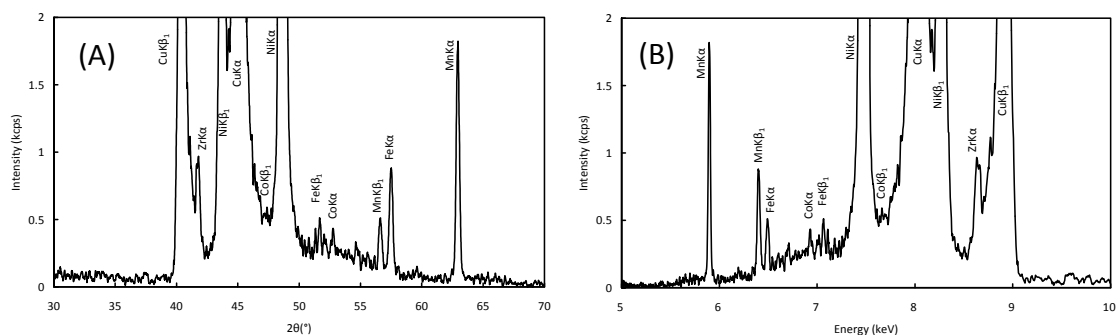 (A)
Intensity (kcps)
2
1.5
1
0.5
0
CuKβ₁
ZrKα
NiKβ₁
CuKα
CoKβ₁
NiKα
FeKβ₁
CoKα
MnKβ₁
FeKα
MnKα
30 35 40 45 50 55 60 65 70
2θ(°)
(B)
Intensity (kcps)
2
1.5
1
0.5
0
MnKα
MnKβ₁
FeKα
CoKα
FeKβ₁
NiKα
CoKβ₁
CuKα
NiKβ₁
ZrKα
CuKβ₁
5 6 7 8 9 10
Energy (keV)